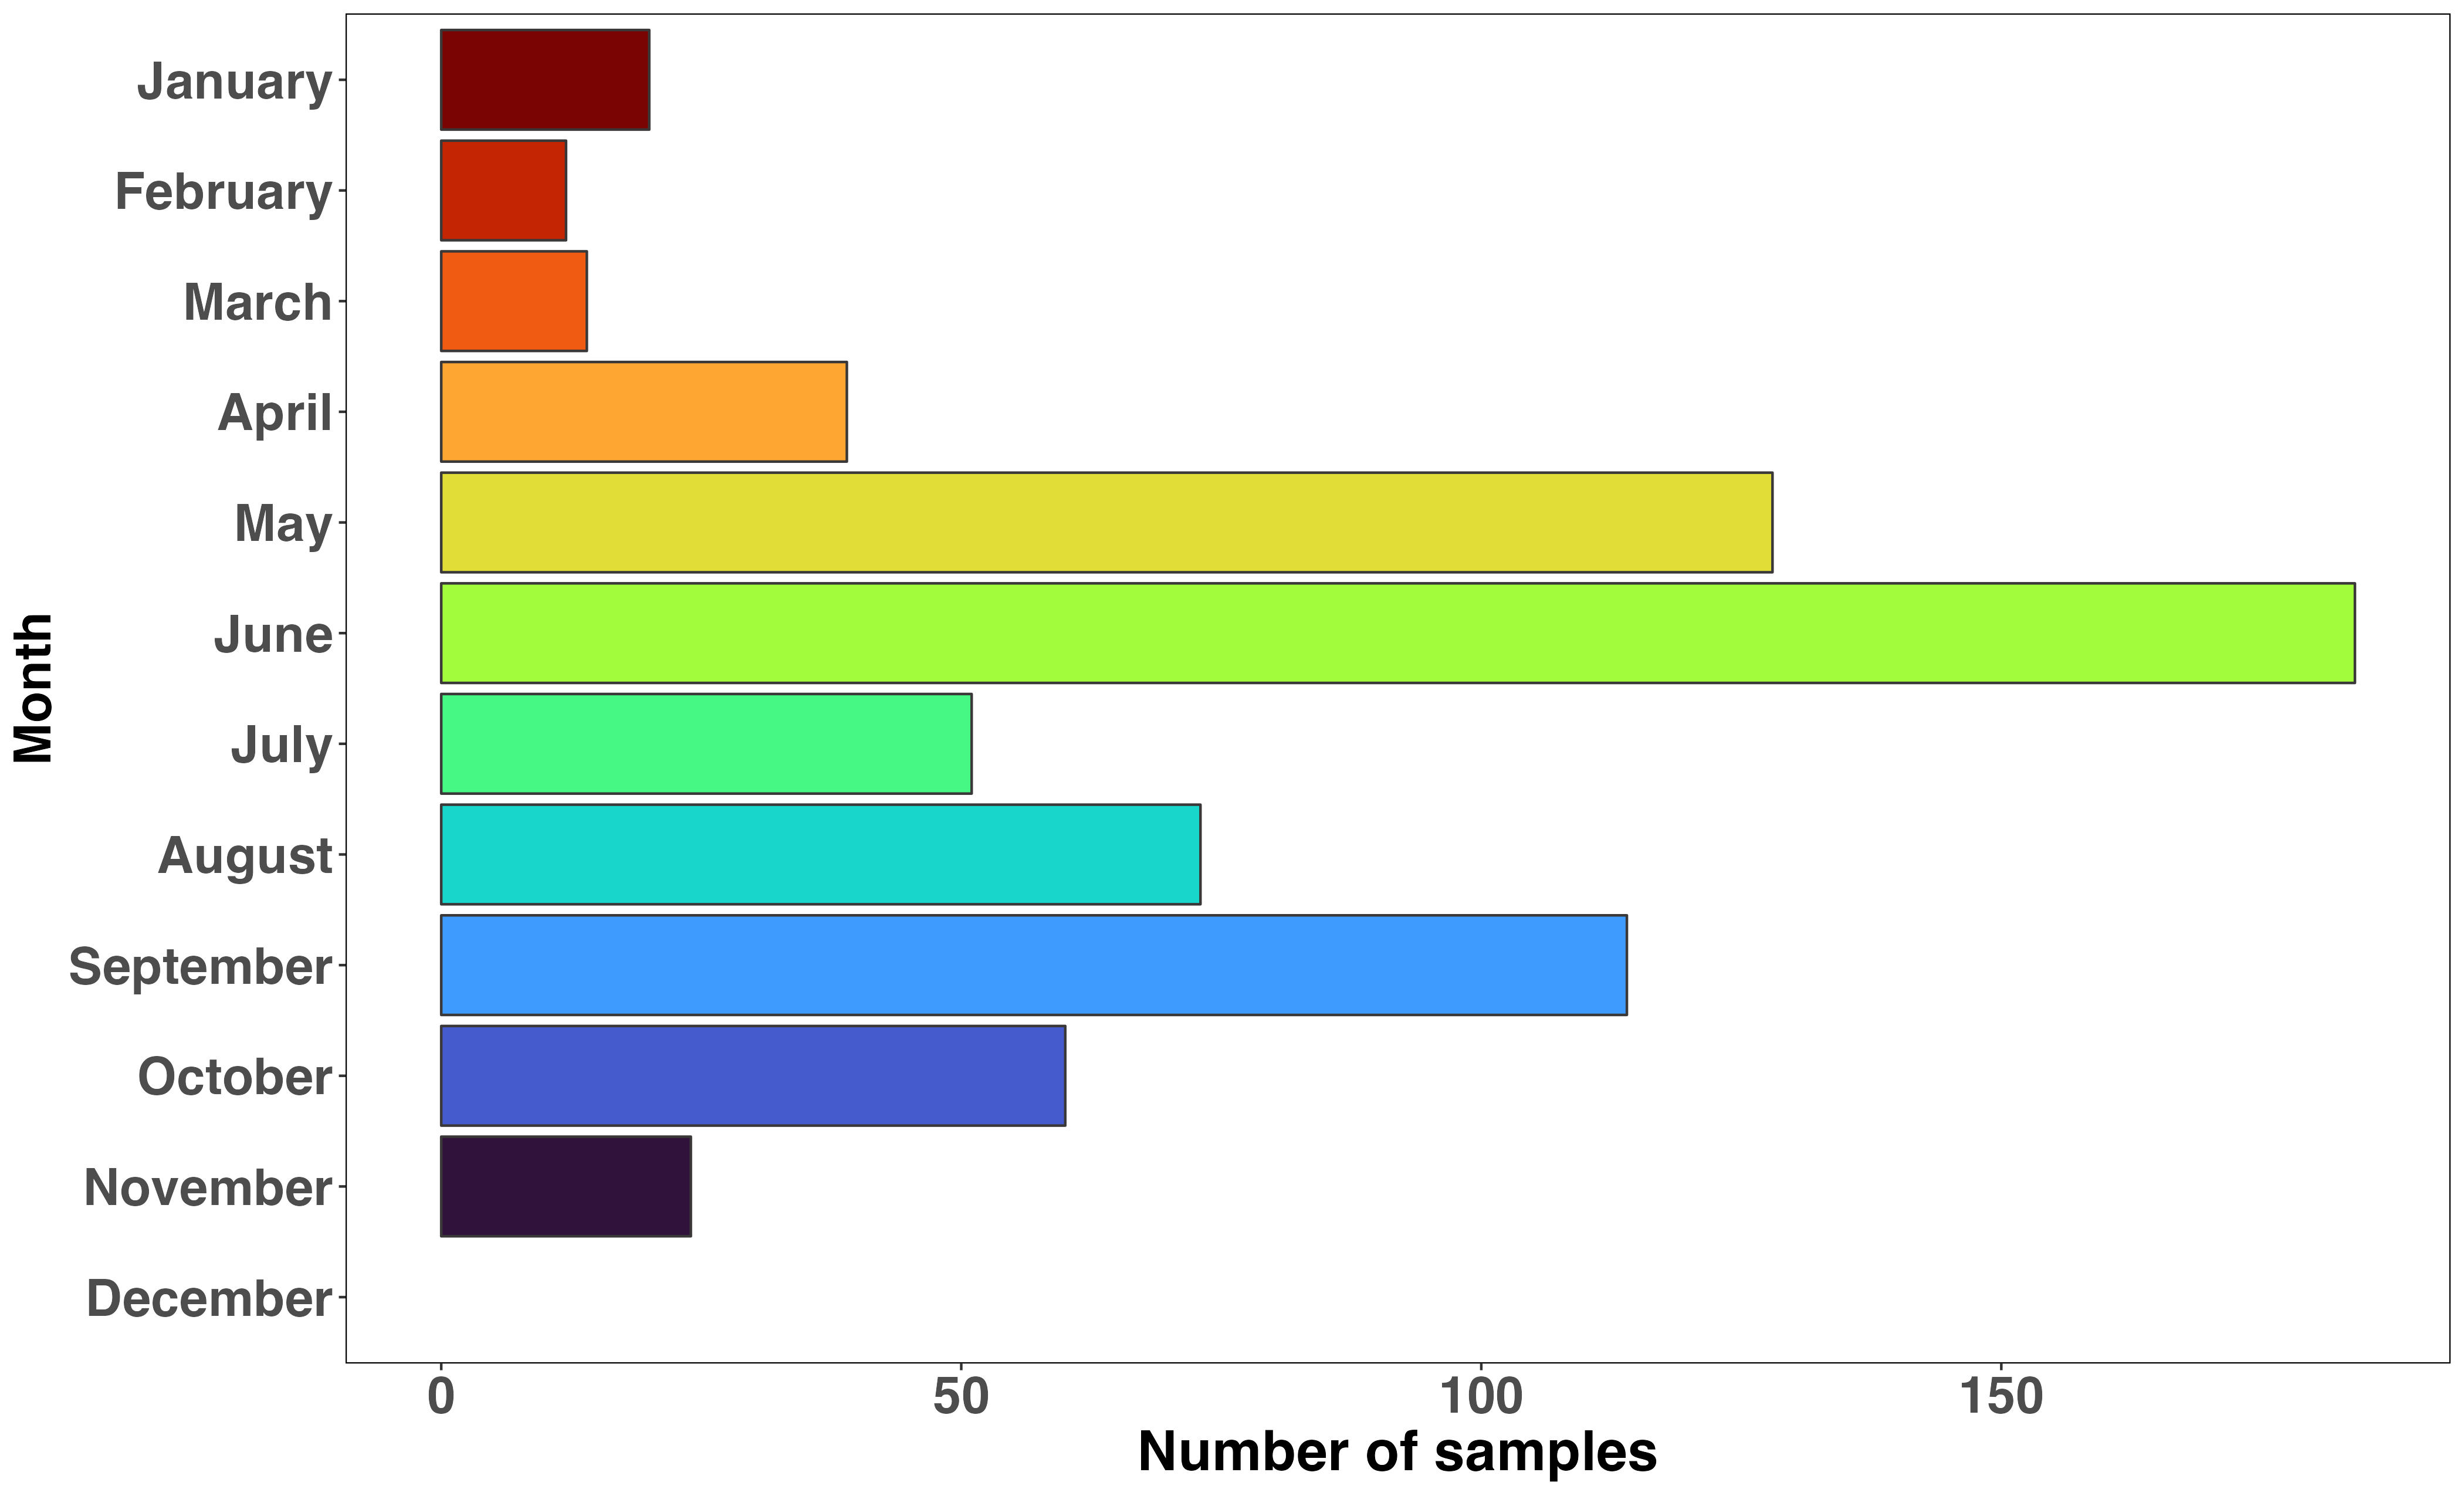 January
February
March
April
May
June
July
August
September
October
November
December
Month
0 50 100 150
Number of samples